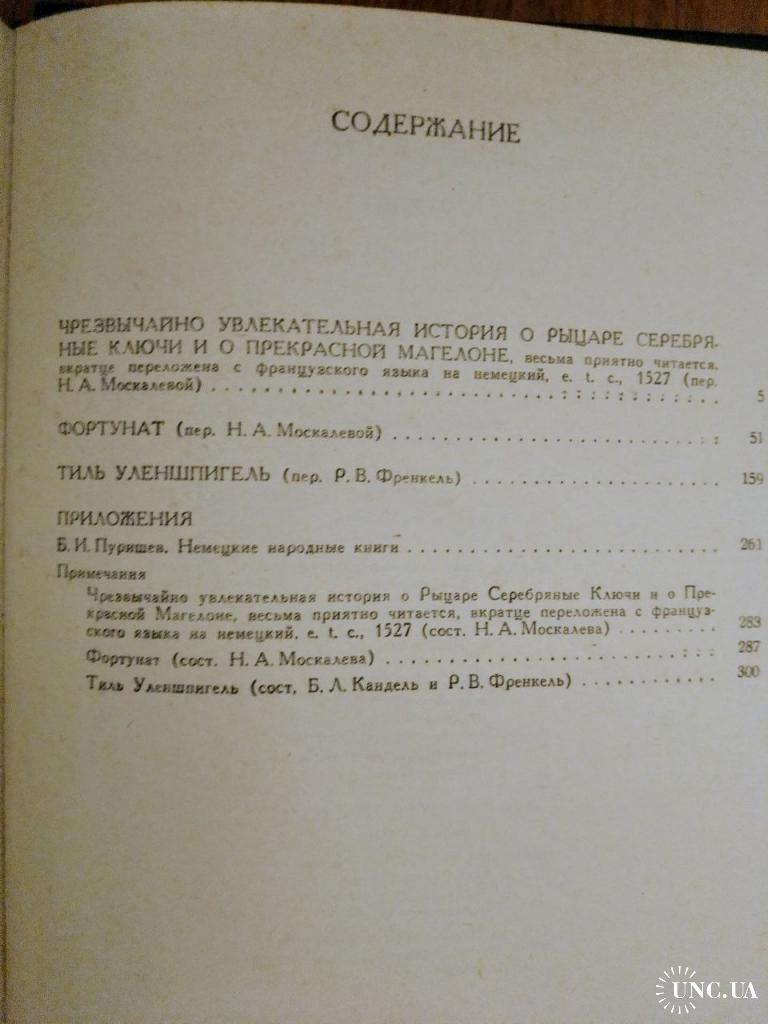 СОДЕРЖАНИЕ
ЧРЕЗВЫЧАЙНО УВЛЕКАТЕЛЬНАЯ ИСТОРИЯ О РЫЦАРЕ СЕРЕБРЯ-
НЫЕ КЛЮЧИ И О ПРЕКРАСНОЙ МАГЕЛОНЕ, весьма приятно читается,
вкратце переложена с французского языка на немецкий, e. t. c., 1527 (пер.
Н. А. Москалевой) . . . . . . . . . . . . . . . . . . . . 5
ФОРТУНАТ (пер. Н. А. Москалевой) . . . . . . . . . . . . . . . . 51
ТИЛЬ УЛЕНШПИГЕЛЬ (пер. Р. В. Френкель) . . . . . . . . . . . . 159
ПРИЛОЖЕНИЯ
Б. И. Пуришев. Немецкие народные книги . . . . . . . . . . . . . . . 261
Примечания
Чрезвычайно увлекательная история о Рыцаре Серебряные Ключи и о Пре-
красной Магелоне, весьма приятно читается, вкратце переложена с француз-
ского языка на немецкий, e. t. c., 1527 (сост. Н. А. Москалева) . . . . . . 283
Фортунат (сост. Н. А. Москалева) . . . . . . . . . . . . . . . . 287
Тиль Уленшпигель (сост. Б. Л. Кандель и Р. В. Френкель) . . . . . . . . 300
UNC.UA